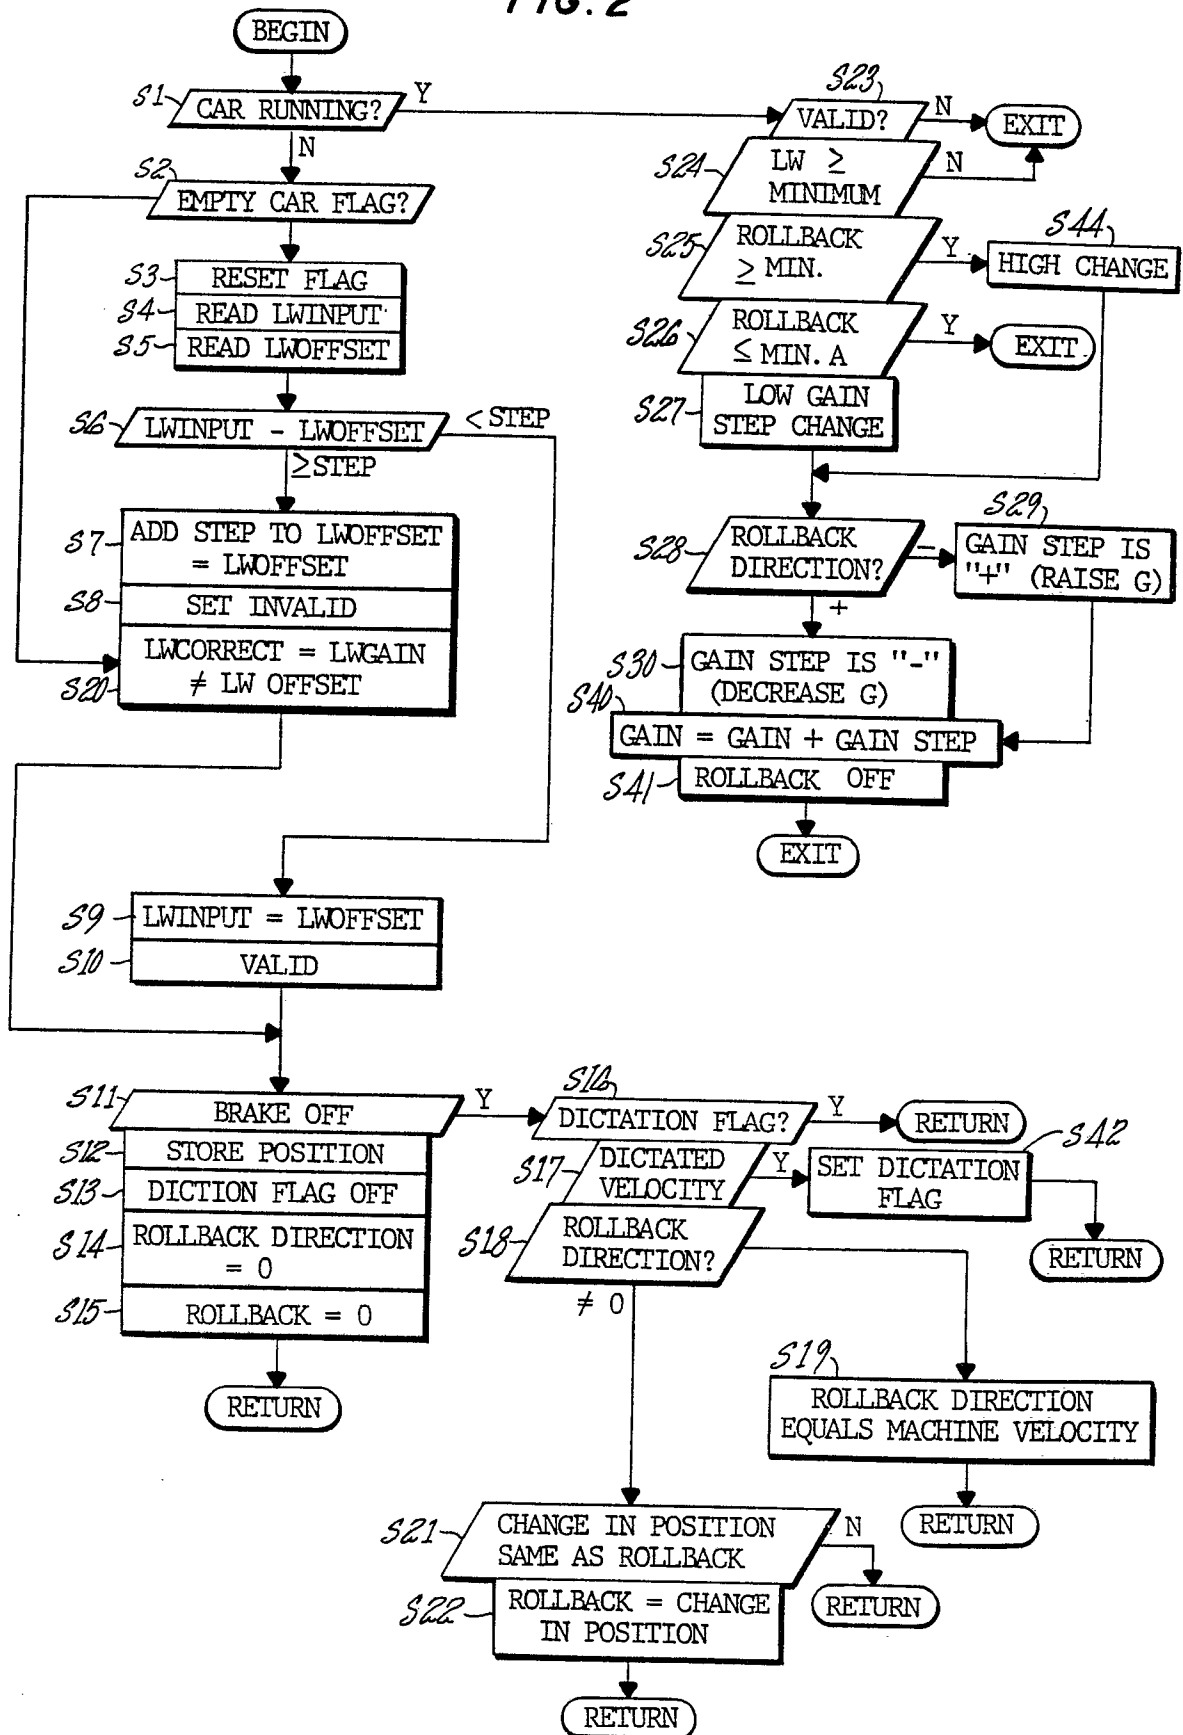 FIG. 2
BEGIN
S1
CAR RUNNING?
Y
N
S2
EMPTY CAR FLAG?
S3
RESET FLAG
S4
READ LWINPUT
S5
READ LWOFFSET
S6
LWINPUT - LWOFFSET
< STEP
≥ STEP
S7
ADD STEP TO LWOFFSET
= LWOFFSET
S8
SET INVALID
S20
LWCORRECT = LWGAIN
≠ LW OFFSET
S9
LWINPUT = LWOFFSET
S10
VALID
S11
BRAKE OFF
Y
S12
STORE POSITION
S13
DICTION FLAG OFF
S14
ROLLBACK DIRECTION
= 0
S15
ROLLBACK = 0
RETURN
S23
VALID?
N
EXIT
S24
LW ≥
MINIMUM
N
S25
ROLLBACK
≥ MIN.
Y
S44
HIGH CHANGE
S26
ROLLBACK
≤ MIN. A
Y
EXIT
S27
LOW GAIN
STEP CHANGE
S28
ROLLBACK
DIRECTION?
-
+
S29
GAIN STEP IS
"+" (RAISE G)
S30
GAIN STEP IS "-"
(DECREASE G)
S40
GAIN = GAIN + GAIN STEP
S41
ROLLBACK OFF
EXIT
S16
DICTATION FLAG?
Y
RETURN
S17
DICTATED
VELOCITY
Y
S42
SET DICTATION
FLAG
RETURN
S18
ROLLBACK
DIRECTION?
≠ 0
S19
ROLLBACK DIRECTION
EQUALS MACHINE VELOCITY
RETURN
S21
CHANGE IN POSITION
SAME AS ROLLBACK
N
RETURN
S22
ROLLBACK = CHANGE
IN POSITION
RETURN